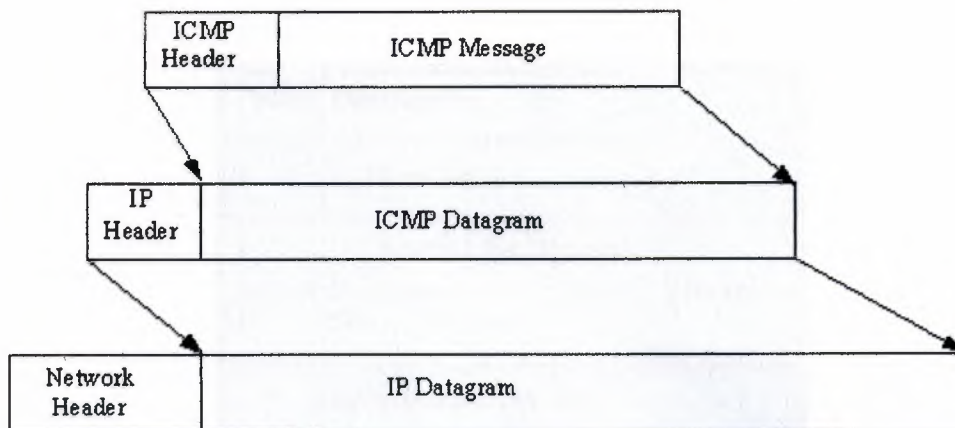 ICMP
Header
ICMP Message
IP
Header
ICMP Datagram
Network
Header
IP Datagram